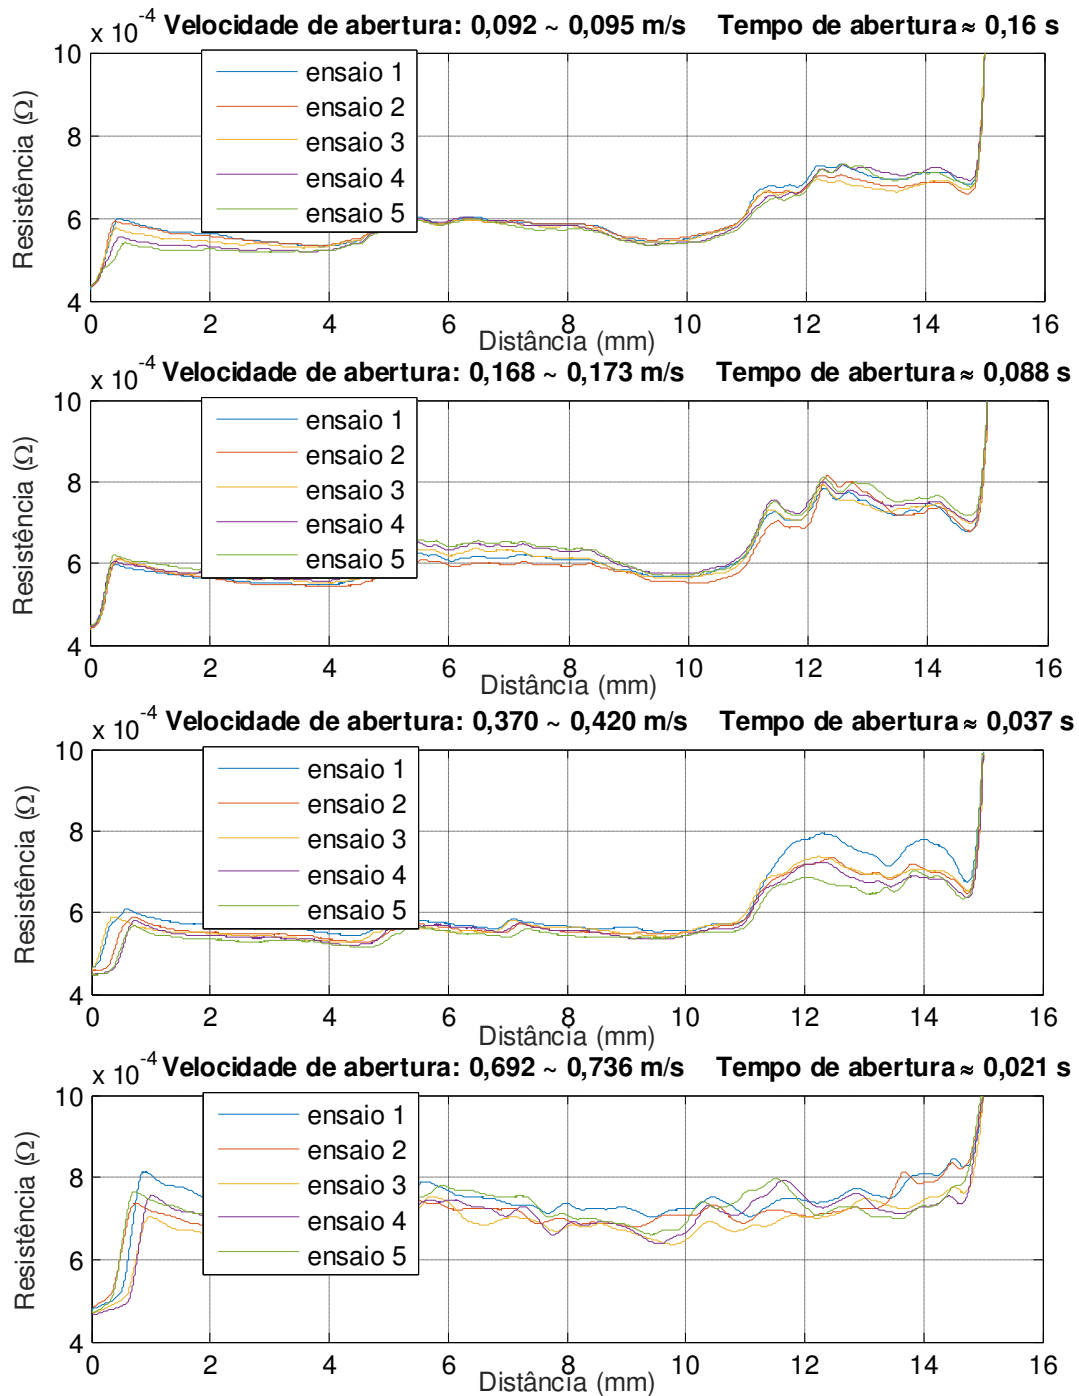 x 10^-4 Velocidade de abertura: 0,092 ~ 0,095 m/s Tempo de abertura ≈ 0,16 s
10
8
6
4
Resistência (Ω)
ensaio 1
ensaio 2
ensaio 3
ensaio 4
ensaio 5
0 2 4 6 8 10 12 14 16
Distância (mm)
x 10^-4 Velocidade de abertura: 0,168 ~ 0,173 m/s Tempo de abertura ≈ 0,088 s
10
8
6
4
Resistência (Ω)
ensaio 1
ensaio 2
ensaio 3
ensaio 4
ensaio 5
0 2 4 6 8 10 12 14 16
Distância (mm)
x 10^-4 Velocidade de abertura: 0,370 ~ 0,420 m/s Tempo de abertura ≈ 0,037 s
10
8
6
4
Resistência (Ω)
ensaio 1
ensaio 2
ensaio 3
ensaio 4
ensaio 5
0 2 4 6 8 10 12 14 16
Distância (mm)
x 10^-4 Velocidade de abertura: 0,692 ~ 0,736 m/s Tempo de abertura ≈ 0,021 s
10
8
6
4
Resistência (Ω)
ensaio 1
ensaio 2
ensaio 3
ensaio 4
ensaio 5
0 2 4 6 8 10 12 14 16
Distância (mm)